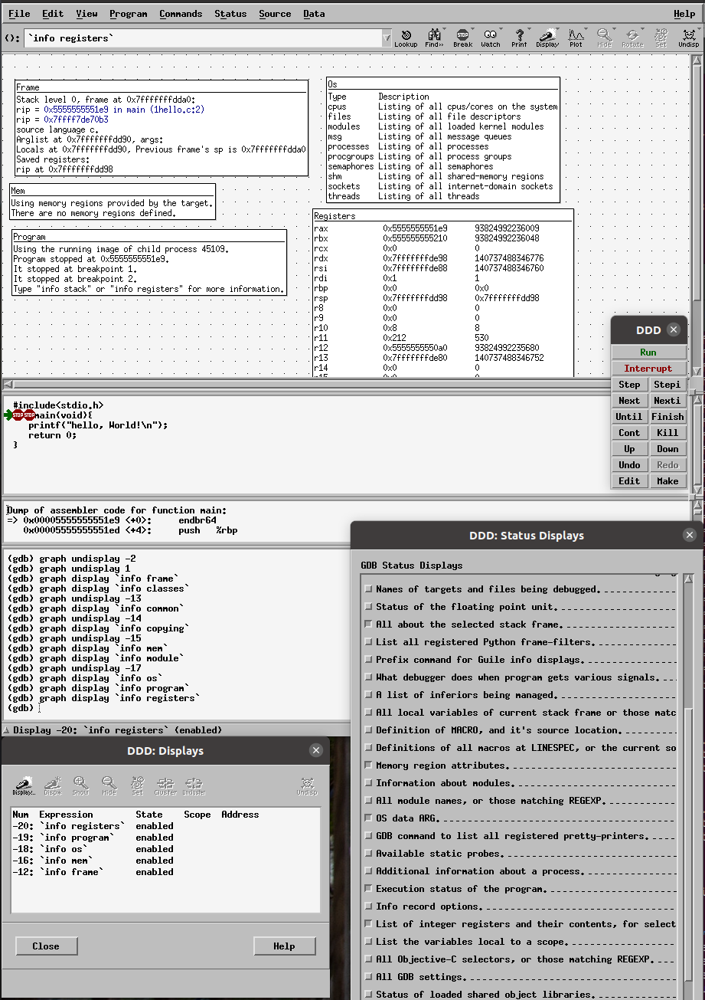 File Edit View Program Commands Status Source Data Help
(): `info registers`
Lookup Find>> Break Watch Print Display Plot Hide Rotate Set Undisp
Frame
Stack level 0, frame at 0x7fffffffdda0:
rip = 0x5555555551e9 in main (1hello.c:2)
rip = 0x7ffff7de70b3
source language c.
Arglist at 0x7fffffffdd90, args:
Locals at 0x7fffffffdd90, Previous frame's sp is 0x7fffffffdda0
Saved registers:
rip at 0x7fffffffdd98
Os
Type Description
cpus Listing of all cpus/cores on the system
files Listing of all file descriptors
modules Listing of all loaded kernel modules
msg Listing of all message queues
processes Listing of all processes
procgroups Listing of all process groups
semaphores Listing of all semaphores
shm Listing of all shared-memory regions
sockets Listing of all internet-domain sockets
threads Listing of all threads
Mem
Using memory regions provided by the target.
There are no memory regions defined.
Program
Using the running image of child process 45109.
Program stopped at 0x5555555551e9.
It stopped at breakpoint 1.
It stopped at breakpoint 2.
Type "info stack" or "info registers" for more information.
Registers
rax 0x5555555551e9 93824992236009
rbx 0x555555555210 93824992236048
rcx 0x0 0
rdx 0x7fffffffde98 140737488346776
rsi 0x7fffffffde88 140737488346760
rdi 0x1 1
rbp 0x0 0x0
rsp 0x7fffffffdd98 0x7fffffffdd98
r8 0x0 0
r9 0x0 0
r10 0x8 8
r11 0x212 530
r12 0x5555555550a0 93824992235680
r13 0x7fffffffde80 140737488346752
r14 0x0 0
DDD
Run
Interrupt
Step Stepi
Next Nexti
Until Finish
Cont Kill
Up Down
Undo Redo
Edit Make
#include<stdio.h>
STOP STOP main(void){
printf("hello, World!\n");
return 0;
}
Dump of assembler code for function main:
=> 0x00005555555551e9 <+0>: endbr64
0x00005555555551ed <+4>: push %rbp
(gdb) graph undisplay -2
(gdb) graph undisplay 1
(gdb) graph display `info frame`
(gdb) graph display `info classes`
(gdb) graph undisplay -13
(gdb) graph display `info common`
(gdb) graph undisplay -14
(gdb) graph display `info copying`
(gdb) graph undisplay -15
(gdb) graph display `info mem`
(gdb) graph display `info module`
(gdb) graph undisplay -17
(gdb) graph display `info os`
(gdb) graph display `info program`
(gdb) graph display `info registers`
(gdb)
Display -20: `info registers` (enabled)
DDD: Displays
Display... Disp* Show Hide Set Cluster Uncluster Undisp
Num Expression State Scope Address
-20: `info registers` enabled
-19: `info program` enabled
-18: `info os` enabled
-16: `info mem` enabled
-12: `info frame` enabled
Close Help
DDD: Status Displays
GDB Status Displays
Names of targets and files being debugged.
Status of the floating point unit.
All about the selected stack frame.
List all registered Python frame-filters.
Prefix command for Guile info displays.
What debugger does when program gets various signals.
A list of inferiors being managed.
All local variables of current stack frame or those matc
Definition of MACRO, and it's source location.
Definitions of all macros at LINESPEC, or the current so
Memory region attributes.
Information about modules.
All module names, or those matching REGEXP.
OS data ARG.
GDB command to list all registered pretty-printers.
Available static probes.
Additional information about a process.
Execution status of the program.
Info record options.
List of integer registers and their contents, for select
List the variables local to a scope.
All Objective-C selectors, or those matching REGEXP.
All GDB settings.
Status of loaded shared object libraries.